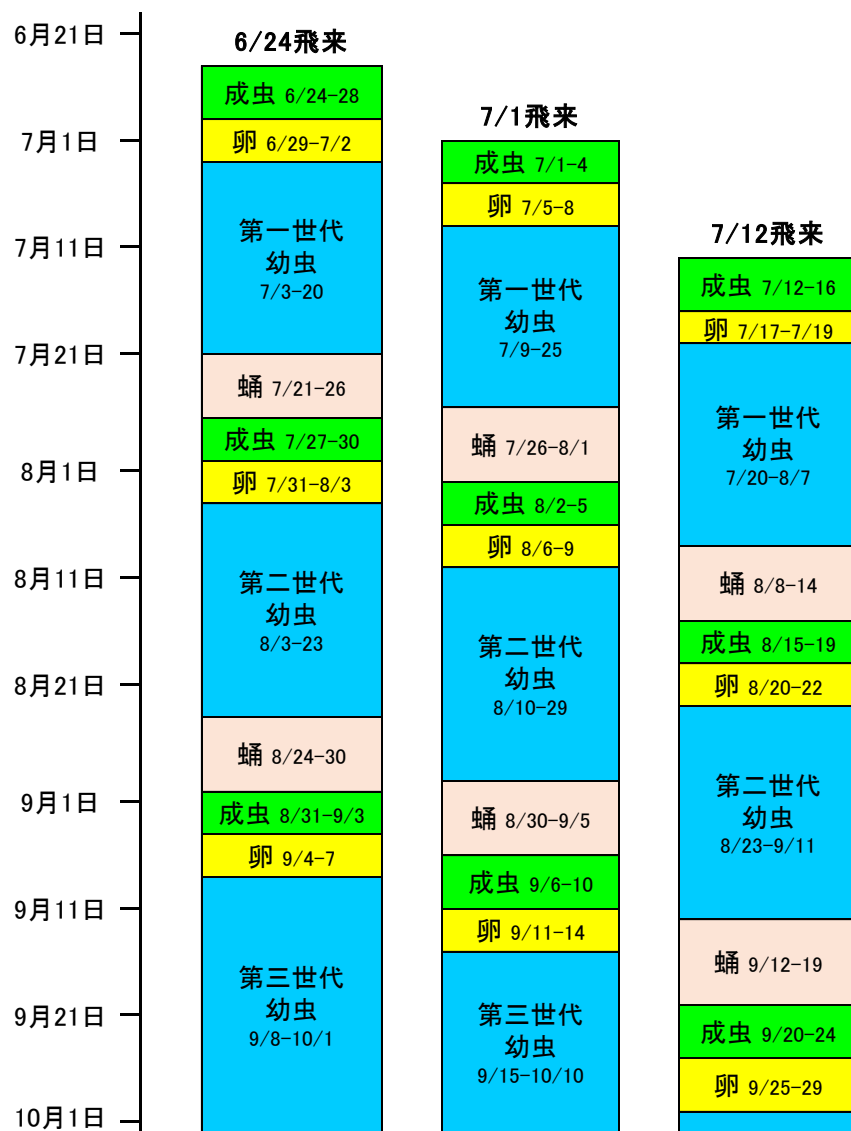 6月21日
7月1日
7月11日
7月21日
8月1日
8月11日
8月21日
9月1日
9月11日
9月21日
10月1日
6/24飛来
成虫 6/24-28
卵 6/29-7/2
第一世代
幼虫
7/3-20
蛹 7/21-26
成虫 7/27-30
卵 7/31-8/3
第二世代
幼虫
8/3-23
蛹 8/24-30
成虫 8/31-9/3
卵 9/4-7
第三世代
幼虫
9/8-10/1
7/1飛来
成虫 7/1-4
卵 7/5-8
第一世代
幼虫
7/9-25
蛹 7/26-8/1
成虫 8/2-5
卵 8/6-9
第二世代
幼虫
8/10-29
蛹 8/30-9/5
成虫 9/6-10
卵 9/11-14
第三世代
幼虫
9/15-10/10
7/12飛来
成虫 7/12-16
卵 7/17-7/19
第一世代
幼虫
7/20-8/7
蛹 8/8-14
成虫 8/15-19
卵 8/20-22
第二世代
幼虫
8/23-9/11
蛹 9/12-19
成虫 9/20-24
卵 9/25-29